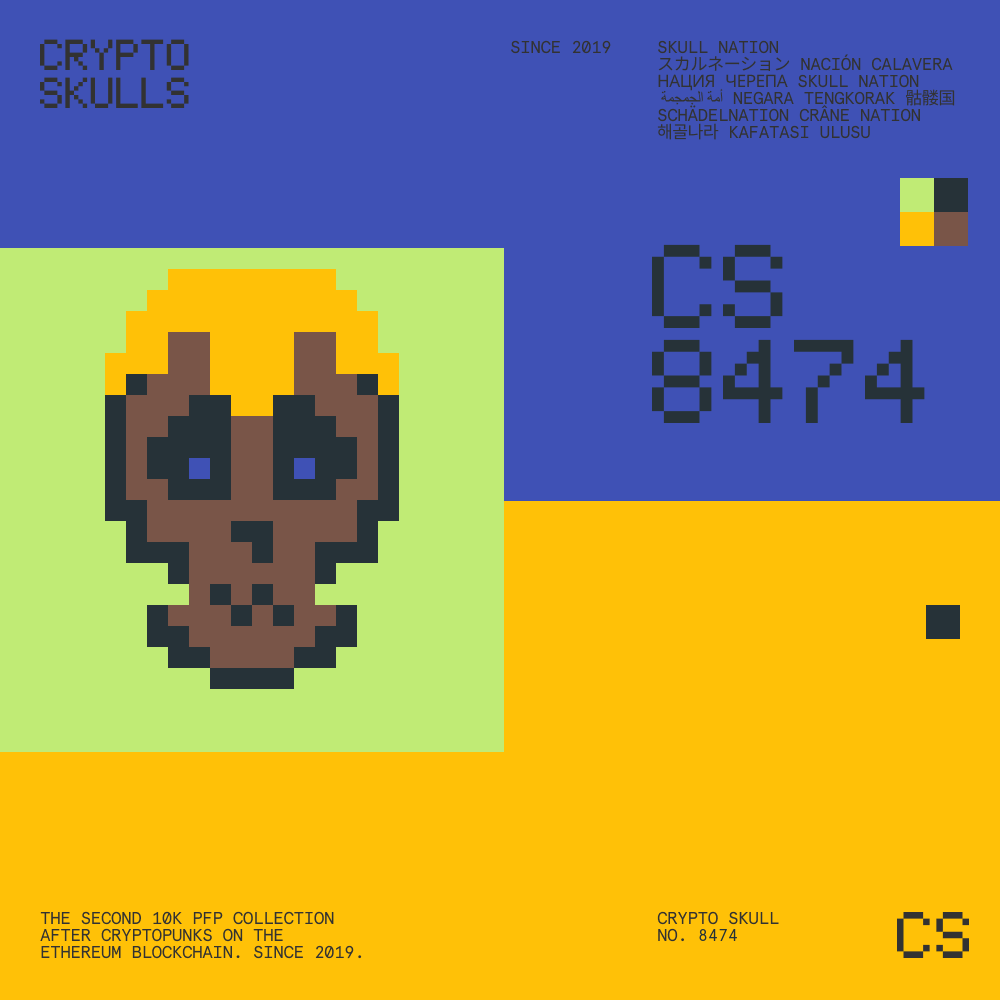 CRYPTO
SKULLS
SINCE 2019
SKULL NATION
スカルネーション NACIÓN CALAVERA
НАЦИЯ ЧЕРЕПА SKULL NATION
أمة الجمجمة NEGARA TENGKORAK 骷髅国
SCHÄDELNATION CRÂNE NATION
해골나라 KAFATASI ULUSU
CS
8474
THE SECOND 10K PFP COLLECTION
AFTER CRYPTOPUNKS ON THE
ETHEREUM BLOCKCHAIN. SINCE 2019.
CRYPTO SKULL
NO. 8474
CS